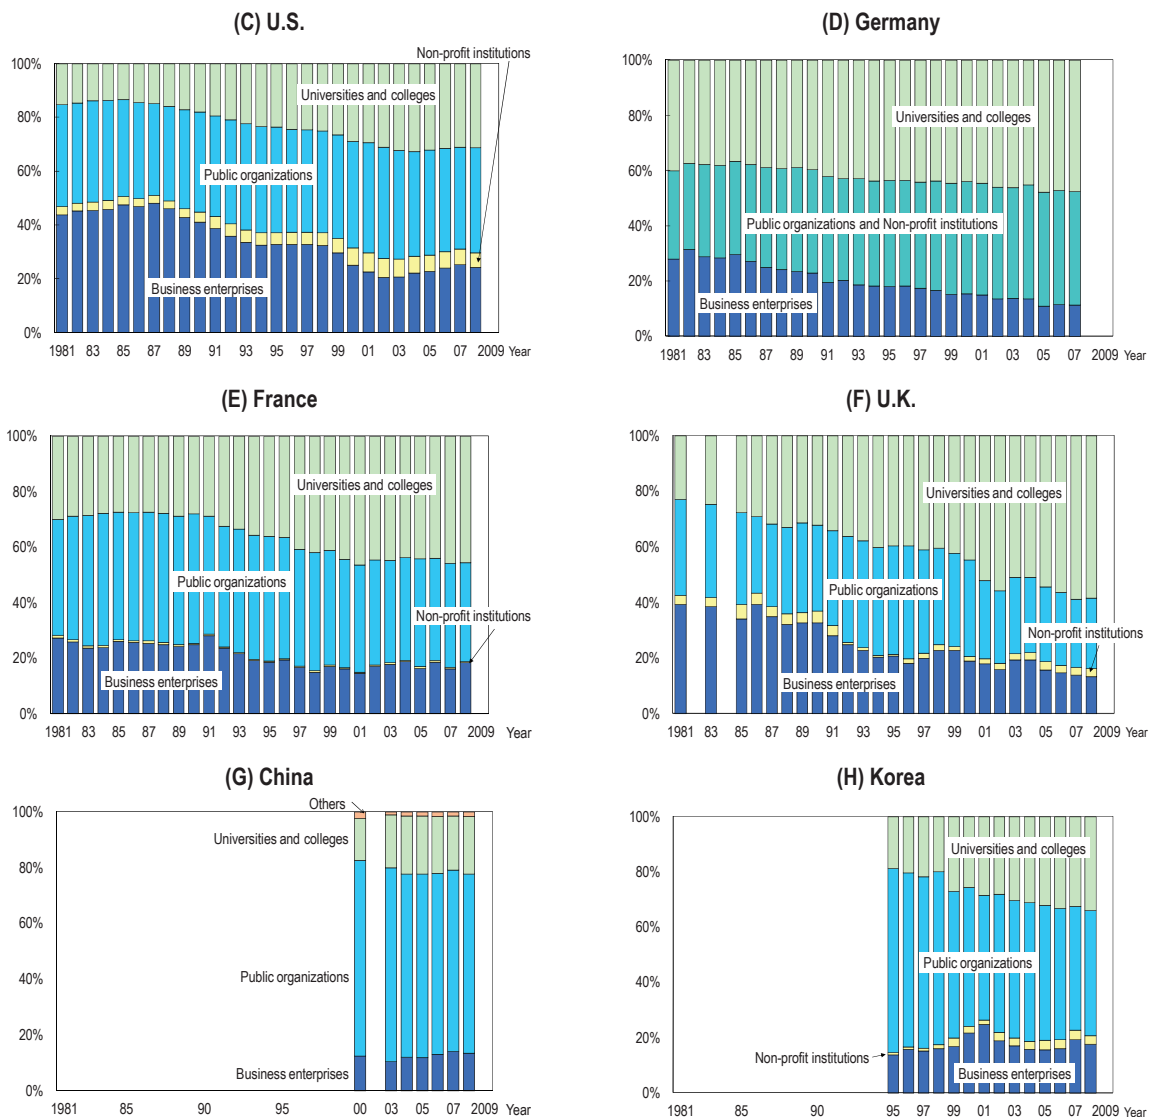 (C) U.S.
Non-profit institutions
100%
80%
60%
40%
20%
0%
Universities and colleges
Public organizations
Business enterprises
1981 83 85 87 89 91 93 95 97 99 01 03 05 07 2009 Year
(D) Germany
100%
80%
60%
40%
20%
0%
Universities and colleges
Public organizations and Non-profit institutions
Business enterprises
1981 83 85 87 89 91 93 95 97 99 01 03 05 07 2009 Year
(E) France
100%
80%
60%
40%
20%
0%
Universities and colleges
Public organizations
Non-profit institutions
Business enterprises
1981 83 85 87 89 91 93 95 97 99 01 03 05 07 2009 Year
(F) U.K.
100%
80%
60%
40%
20%
0%
Universities and colleges
Public organizations
Non-profit institutions
Business enterprises
1981 83 85 87 89 91 93 95 97 99 01 03 05 07 2009 Year
(G) China
100%
80%
60%
40%
20%
0%
Others
Universities and colleges
Public organizations
Business enterprises
1981 85 90 95 00 03 05 07 2009 Year
(H) Korea
100%
80%
60%
40%
20%
0%
Universities and colleges
Public organizations
Non-profit institutions
Business enterprises
1981 85 90 95 97 99 01 03 05 07 2009 Year